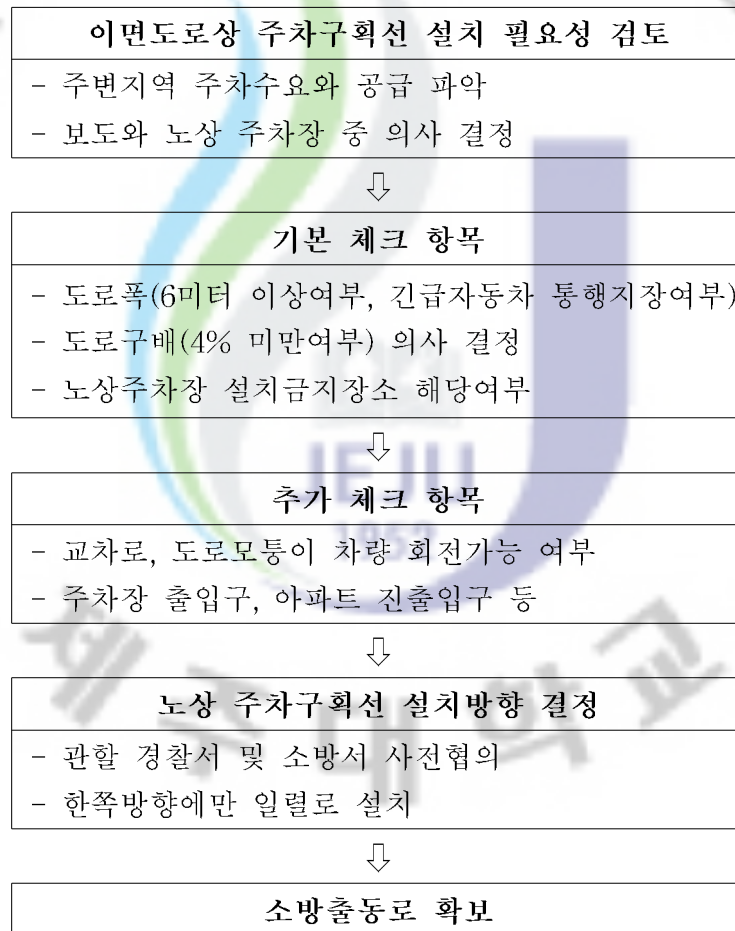 이면도로상 주차구획선 설치 필요성 검토
- 주변지역 주차수요와 공급 파악
- 보도와 노상 주차장 중 의사 결정
기본 체크 항목
- 도로폭(6미터 이상여부, 긴급자동차 통행지장여부)
- 도로구배(4% 미만여부) 의사 결정
- 노상주차장 설치금지장소 해당여부
JEJU
1952
추가 체크 항목
- 교차로, 도로모퉁이 차량 회전가능 여부
- 주차장 출입구, 아파트 진출입구 등
제주대학교
노상 주차구획선 설치방향 결정
- 관할 경찰서 및 소방서 사전협의
- 한쪽방향에만 일렬로 설치
소방출동로 확보